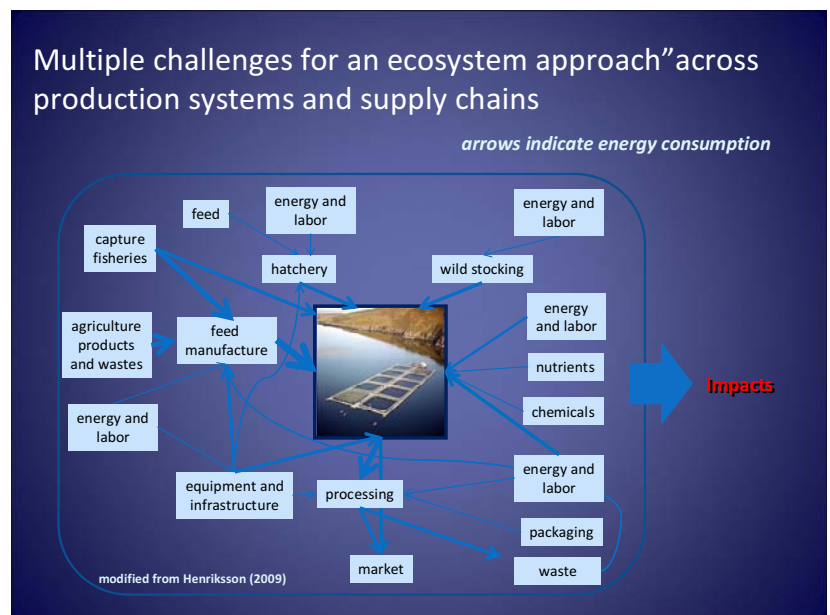 Multiple challenges for an ecosystem approach”across
production systems and supply chains
arrows indicate energy consumption
feed
energy and
labor
energy and
labor
capture
fisheries
hatchery
wild stocking
agriculture
products
and wastes
feed
manufacture
energy
and labor
nutrients
chemicals
energy and
labor
energy and
labor
equipment and
infrastructure
processing
packaging
market
waste
Impacts
modified from Henriksson (2009)